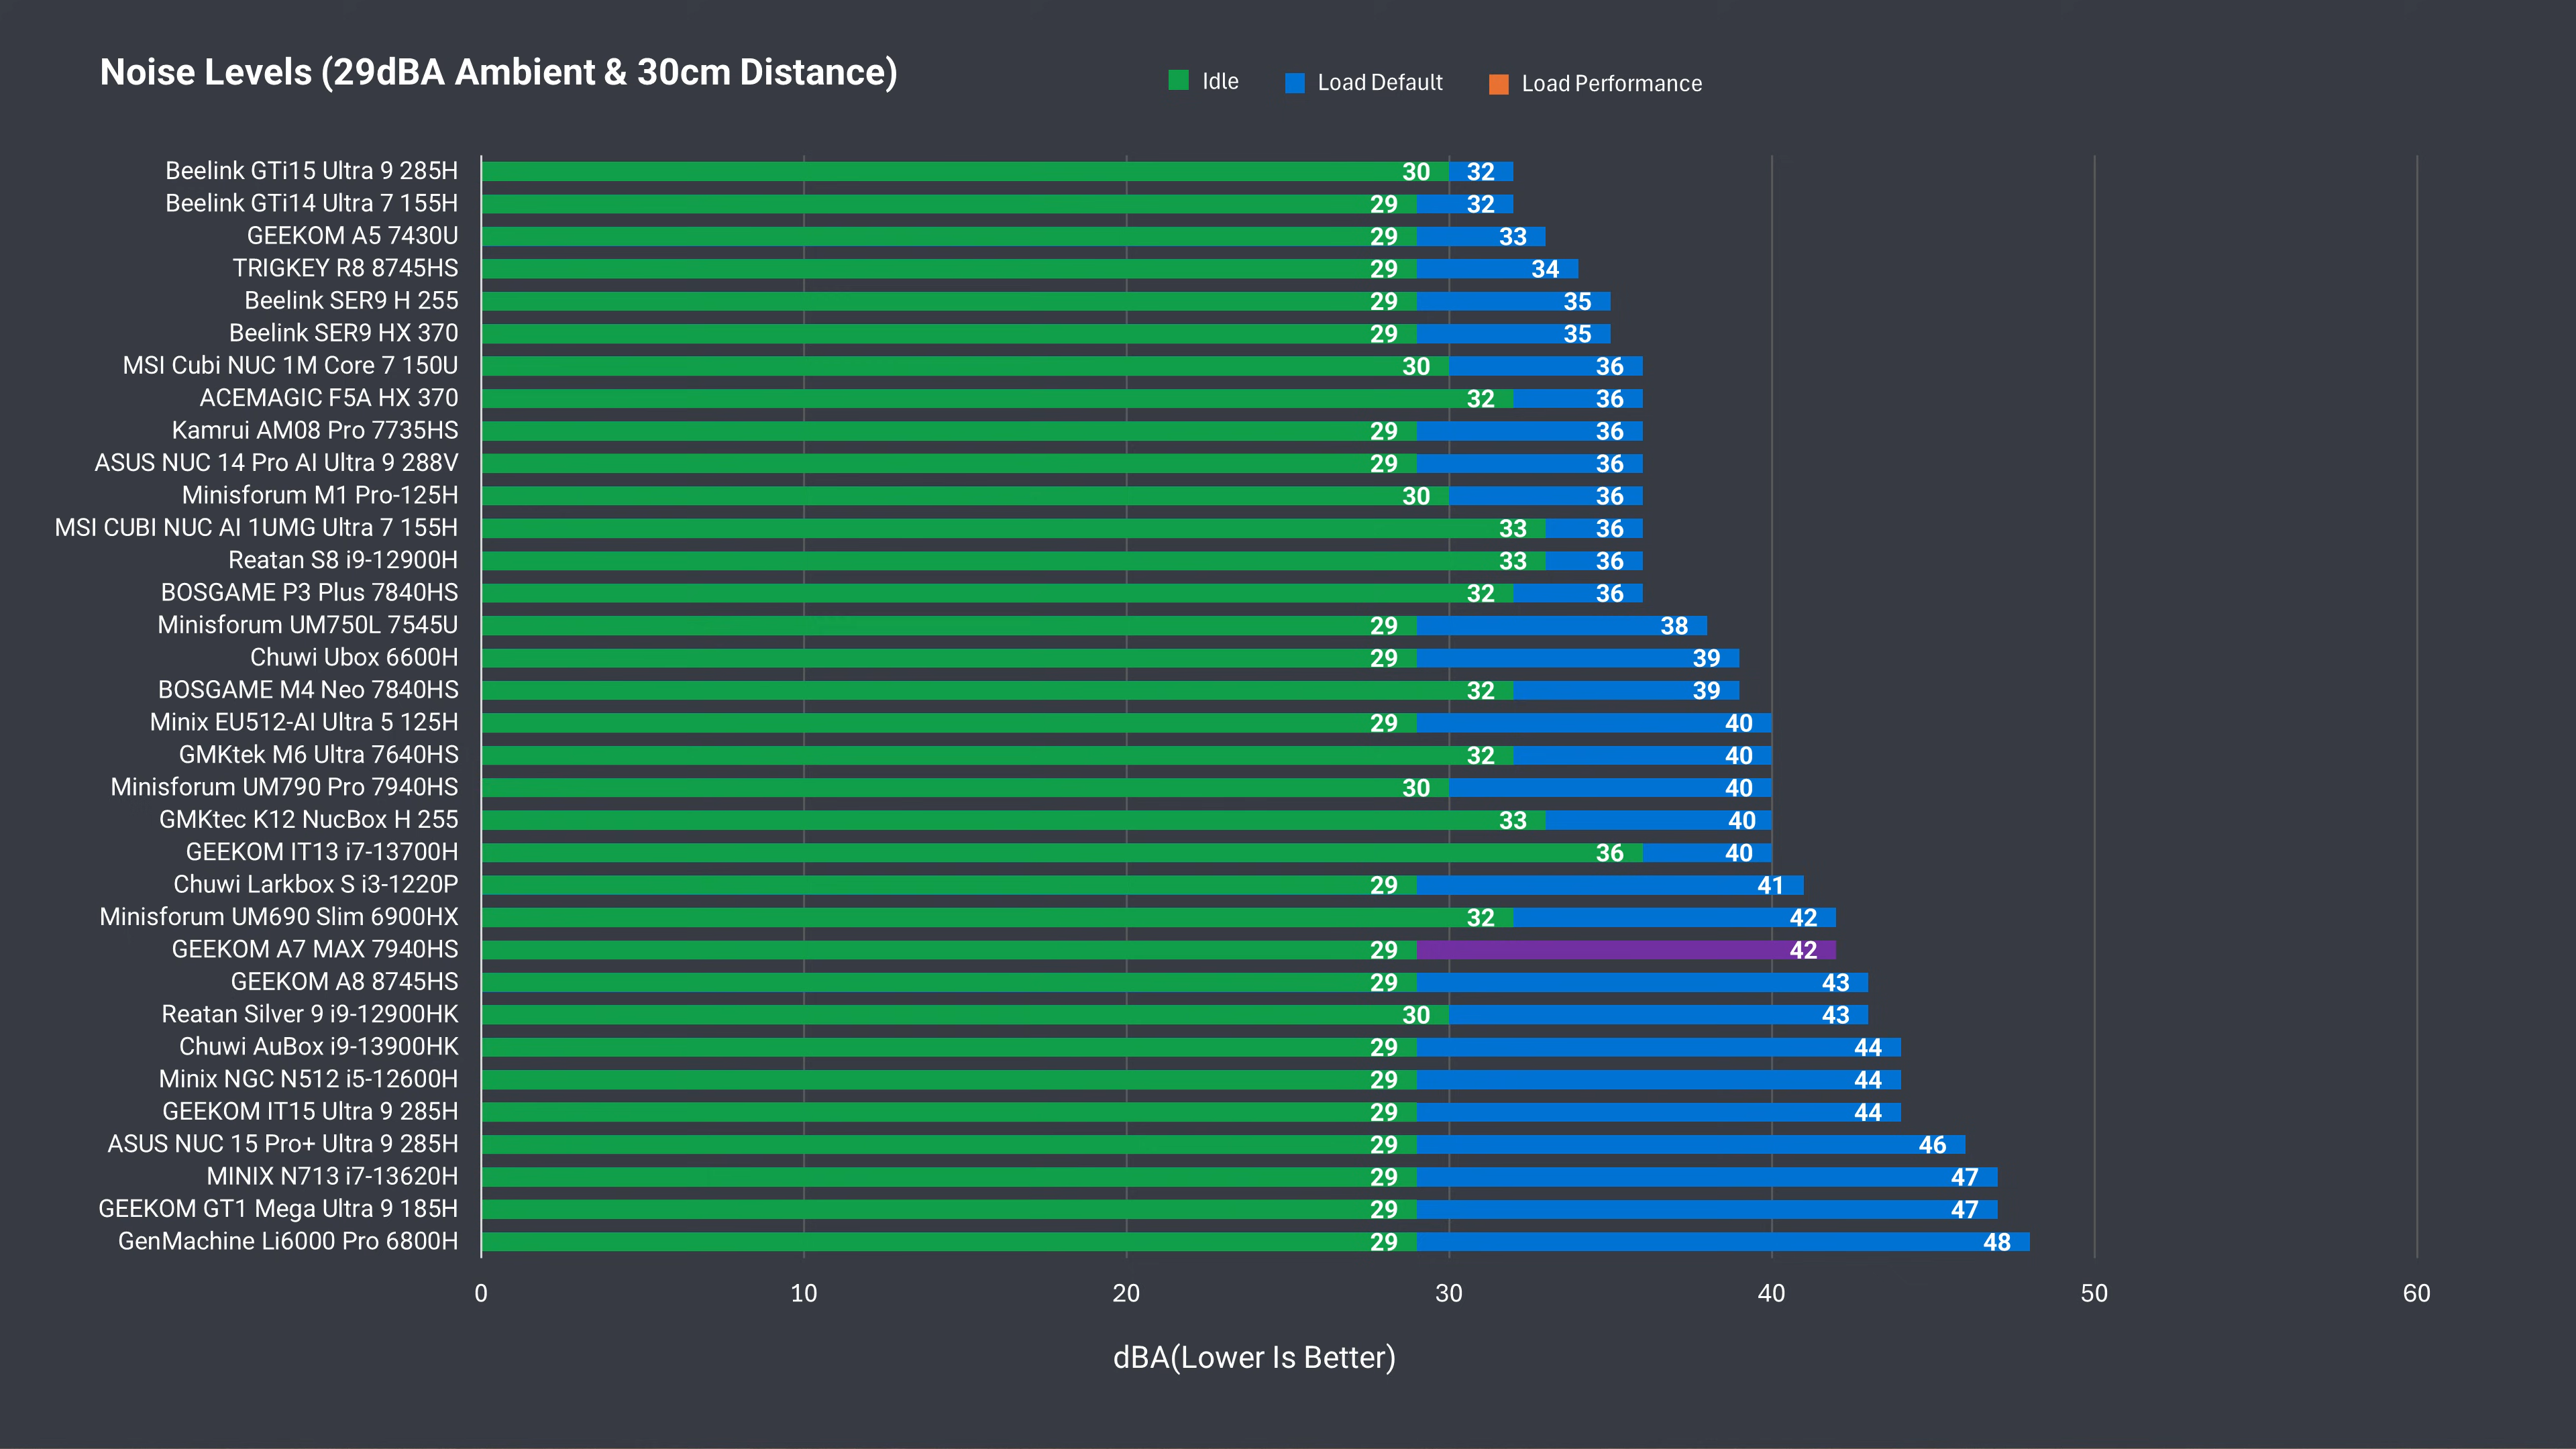 Noise Levels (29dBA Ambient & 30cm Distance)
Idle Load Default Load Performance
Beelink GTi15 Ultra 9 285H 30 32
Beelink GTi14 Ultra 7 155H 29 32
GEEKOM A5 7430U 29 33
TRIGKEY R8 8745HS 29 34
Beelink SER9 H 255 29 35
Beelink SER9 HX 370 29 35
MSI Cubi NUC 1M Core 7 150U 30 36
ACEMAGIC F5A HX 370 32 36
Kamrui AM08 Pro 7735HS 29 36
ASUS NUC 14 Pro AI Ultra 9 288V 29 36
Minisforum M1 Pro-125H 30 36
MSI CUBI NUC AI 1UMG Ultra 7 155H 33 36
Reatan S8 i9-12900H 33 36
BOSGAME P3 Plus 7840HS 32 36
Minisforum UM750L 7545U 29 38
Chuwi Ubox 6600H 29 39
BOSGAME M4 Neo 7840HS 32 39
Minix EU512-AI Ultra 5 125H 29 40
GMKtek M6 Ultra 7640HS 32 40
Minisforum UM790 Pro 7940HS 30 40
GMKtec K12 NucBox H 255 33 40
GEEKOM IT13 i7-13700H 36 40
Chuwi Larkbox S i3-1220P 29 41
Minisforum UM690 Slim 6900HX 32 42
GEEKOM A7 MAX 7940HS 29 42
GEEKOM A8 8745HS 29 43
Reatan Silver 9 i9-12900HK 30 43
Chuwi AuBox i9-13900HK 29 44
Minix NGC N512 i5-12600H 29 44
GEEKOM IT15 Ultra 9 285H 29 44
ASUS NUC 15 Pro+ Ultra 9 285H 29 46
MINIX N713 i7-13620H 29 47
GEEKOM GT1 Mega Ultra 9 185H 29 47
GenMachine Li6000 Pro 6800H 29 48
0 10 20 30 40 50 60
dBA(Lower Is Better)